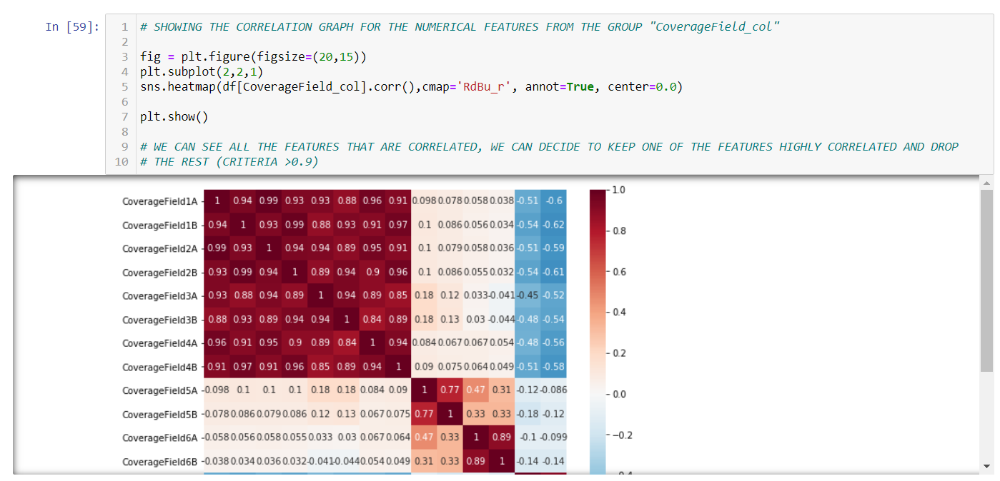 In [59]:
1 # SHOWING THE CORRELATION GRAPH FOR THE NUMERICAL FEATURES FROM THE GROUP "CoverageField_col"
2
3 fig = plt.figure(figsize=(20,15))
4 plt.subplot(2,2,1)
5 sns.heatmap(df[CoverageField_col].corr(),cmap='RdBu_r', annot=True, center=0.0)
6
7 plt.show()
8
9 # WE CAN SEE ALL THE FEATURES THAT ARE CORRELATED, WE CAN DECIDE TO KEEP ONE OF THE FEATURES HIGHLY CORRELATED AND DROP
10 # THE REST (CRITERIA >0.9)
CoverageField1A - 1 0.94 0.99 0.93 0.93 0.88 0.96 0.91 0.098 0.078 0.058 0.038 -0.51 -0.6
CoverageField1B - 0.94 1 0.93 0.99 0.88 0.93 0.91 0.97 0.1 0.086 0.056 0.034 -0.54 -0.62
CoverageField2A - 0.99 0.93 1 0.94 0.94 0.89 0.95 0.91 0.1 0.079 0.058 0.036 -0.51 -0.59
CoverageField2B - 0.93 0.99 0.94 1 0.89 0.94 0.9 0.96 0.1 0.086 0.055 0.032 -0.54 -0.61
CoverageField3A - 0.93 0.88 0.94 0.89 1 0.94 0.89 0.85 0.18 0.12 0.033 -0.041 -0.45 -0.52
CoverageField3B - 0.88 0.93 0.89 0.94 0.94 1 0.84 0.89 0.18 0.13 0.03 -0.044 -0.48 -0.54
CoverageField4A - 0.96 0.91 0.95 0.9 0.89 0.84 1 0.94 0.084 0.067 0.067 0.054 -0.48 -0.56
CoverageField4B - 0.91 0.97 0.91 0.96 0.85 0.89 0.94 1 0.09 0.075 0.064 0.049 -0.51 -0.58
CoverageField5A - 0.098 0.1 0.1 0.1 0.18 0.18 0.084 0.09 1 0.77 0.47 0.31 -0.12 -0.086
CoverageField5B - 0.078 0.086 0.079 0.086 0.12 0.13 0.067 0.075 0.77 1 0.33 0.33 -0.18 -0.12
CoverageField6A - 0.058 0.056 0.058 0.055 0.033 0.03 0.067 0.064 0.47 0.33 1 0.89 -0.1 -0.099
CoverageField6B - 0.038 0.034 0.036 0.032 -0.041 -0.044 0.054 0.049 0.31 0.33 0.89 1 -0.14 -0.14
1.0
0.8
0.6
0.4
0.2
0.0
−0.2